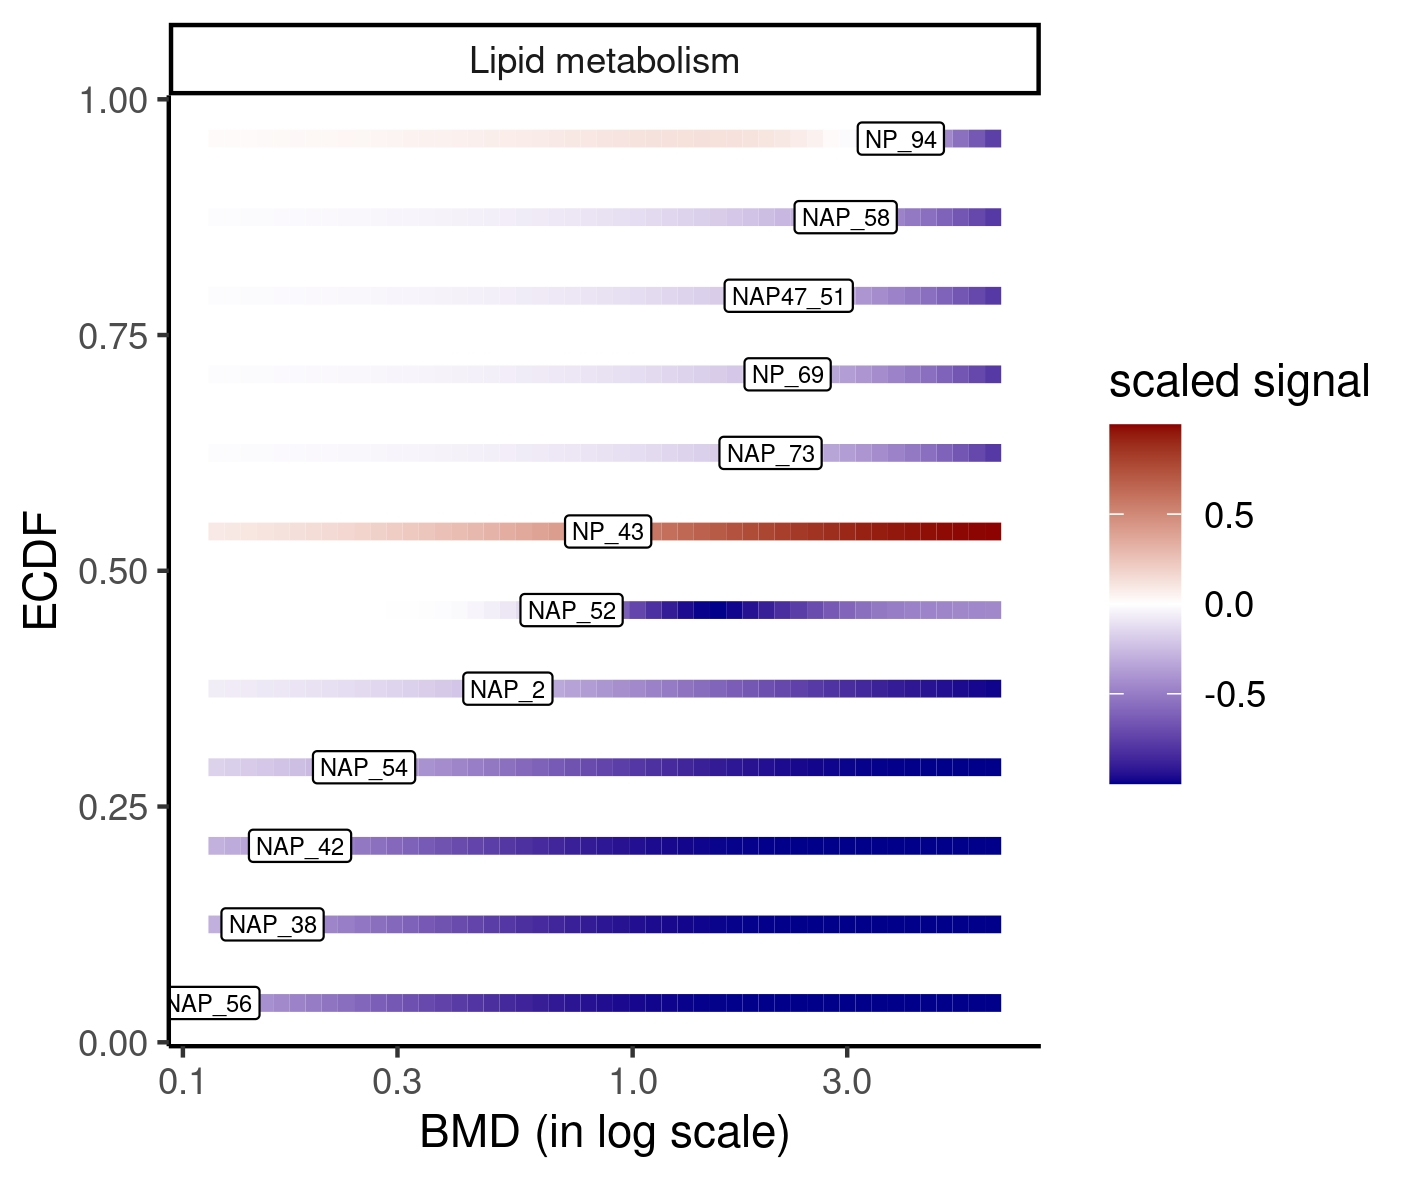 Lipid metabolism
1.00
0.75
0.50
0.25
0.00
ECDF
NP_94
NAP_58
NAP47_51
NP_69
NAP_73
NP_43
NAP_52
NAP_2
NAP_54
NAP_42
NAP_38
NAP_56
0.1 0.3 1.0 3.0
BMD (in log scale)
scaled signal
0.5
0.0
-0.5